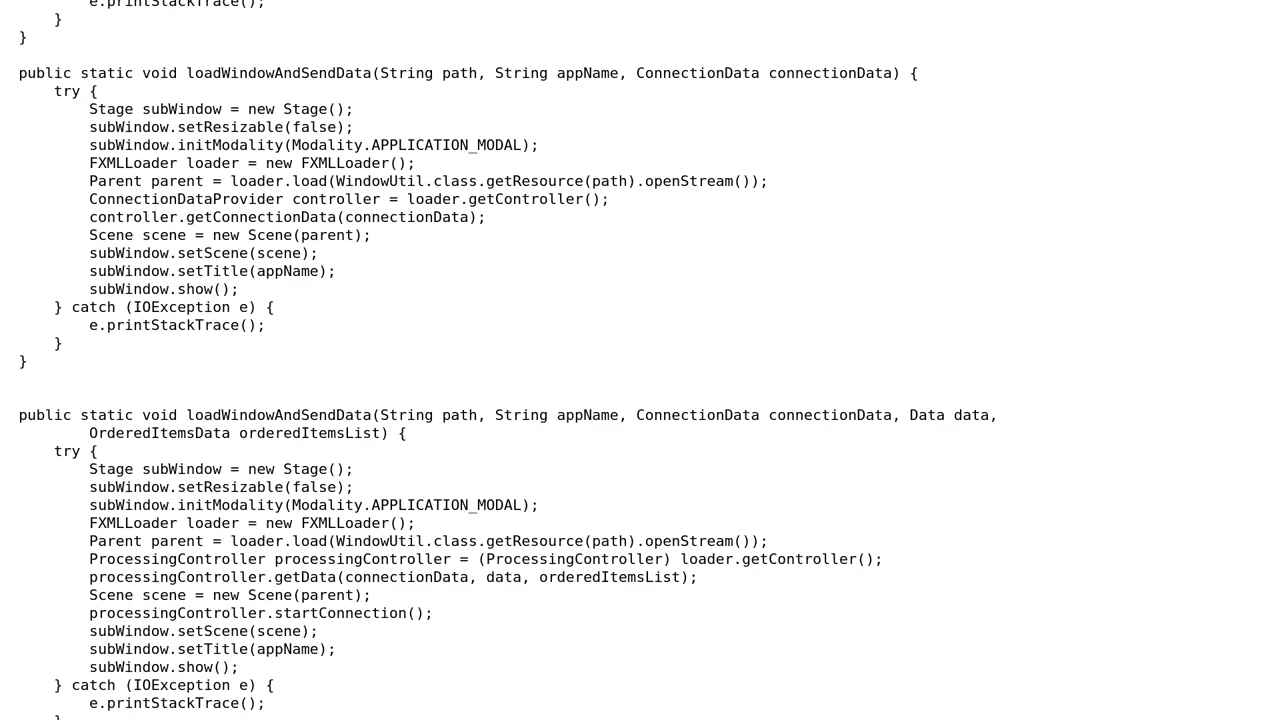 e.printStackTrace();
    }
}

public static void loadWindowAndSendData(String path, String appName, ConnectionData connectionData) {
    try {
        Stage subWindow = new Stage();
        subWindow.setResizable(false);
        subWindow.initModality(Modality.APPLICATION_MODAL);
        FXMLLoader loader = new FXMLLoader();
        Parent parent = loader.load(WindowUtil.class.getResource(path).openStream());
        ConnectionDataProvider controller = loader.getController();
        controller.getConnectionData(connectionData);
        Scene scene = new Scene(parent);
        subWindow.setScene(scene);
        subWindow.setTitle(appName);
        subWindow.show();
    } catch (IOException e) {
        e.printStackTrace();
    }
}


public static void loadWindowAndSendData(String path, String appName, ConnectionData connectionData, Data data,
        OrderedItemsData orderedItemsList) {
    try {
        Stage subWindow = new Stage();
        subWindow.setResizable(false);
        subWindow.initModality(Modality.APPLICATION_MODAL);
        FXMLLoader loader = new FXMLLoader();
        Parent parent = loader.load(WindowUtil.class.getResource(path).openStream());
        ProcessingController processingController = (ProcessingController) loader.getController();
        processingController.getData(connectionData, data, orderedItemsList);
        Scene scene = new Scene(parent);
        processingController.startConnection();
        subWindow.setScene(scene);
        subWindow.setTitle(appName);
        subWindow.show();
    } catch (IOException e) {
        e.printStackTrace();
    }